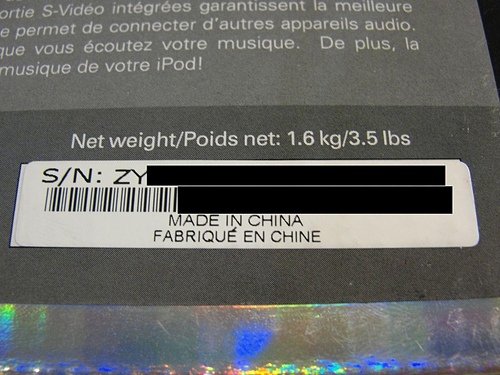 ortie S-Vidéo intégrées garantissent la meilleure
e permet de connecter d'autres appareils audio.
que vous écoutez votre musique. De plus, la
musique de votre iPod!
Net weight/Poids net: 1.6 kg/3.5 lbs
S/N: ZY
MADE IN CHINA
FABRIQUÉ EN CHINE